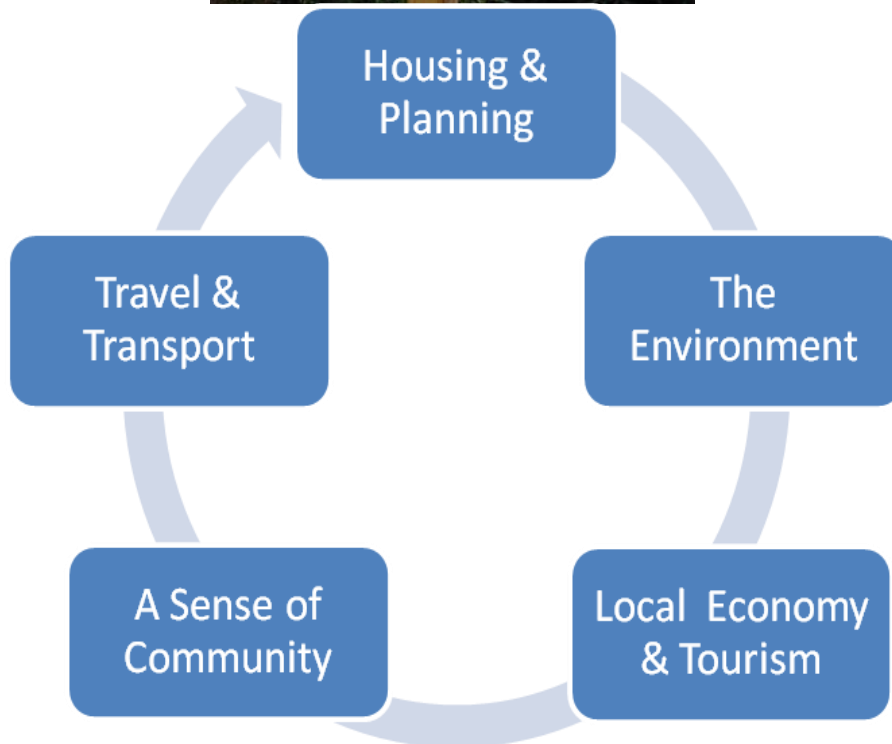 Housing &
Planning
The
Environment
Local Economy
& Tourism
A Sense of
Community
Travel &
Transport